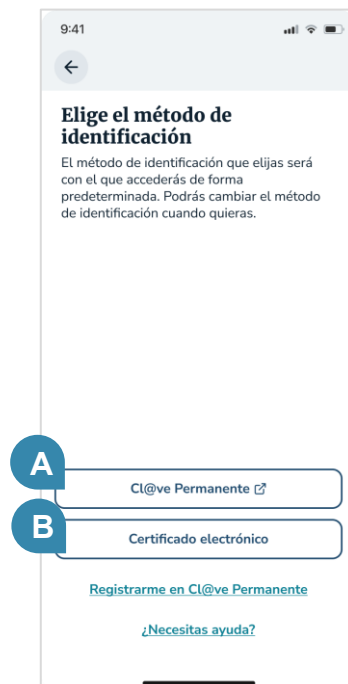 9:41
Elige el método de
identificación
El método de identificación que elijas será
con el que accederás de forma
predeterminada. Podrás cambiar el método
de identificación cuando quieras.
A
Cl@ve Permanente
B
Certificado electrónico
Registrarme en Cl@ve Permanente
¿Necesitas ayuda?